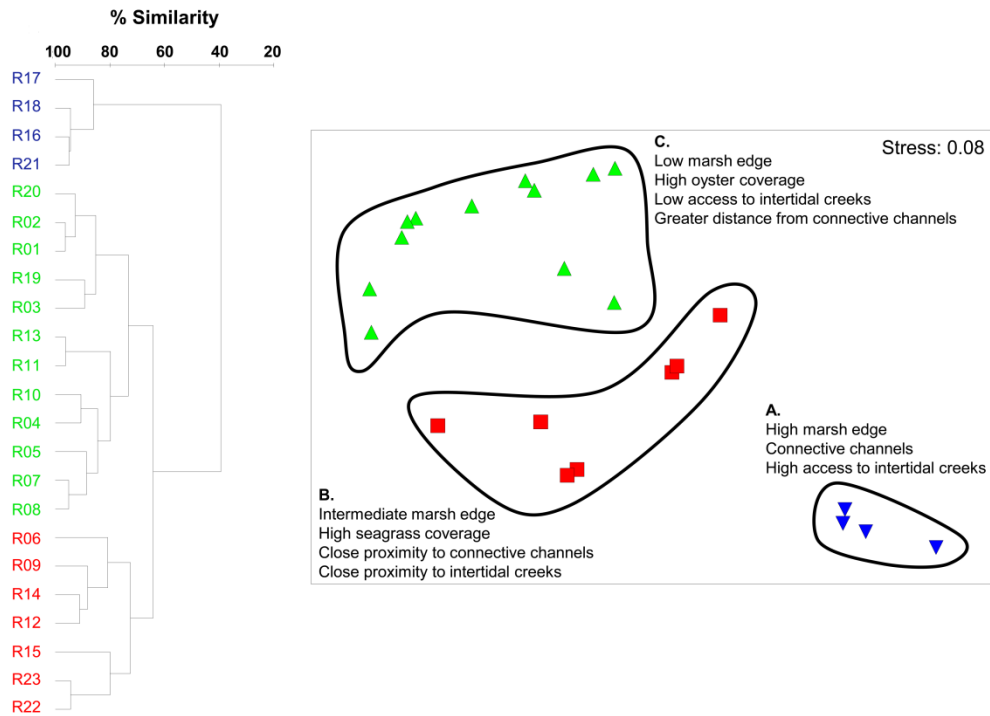 % Similarity
100 80 60 40 20
R17
R18
R16
R21
R20
R02
R01
R19
R03
R13
R11
R10
R04
R05
R07
R08
R06
R09
R14
R12
R15
R23
R22
Stress: 0.08
C.
Low marsh edge
High oyster coverage
Low access to intertidal creeks
Greater distance from connective channels
A.
High marsh edge
Connective channels
High access to intertidal creeks
B.
Intermediate marsh edge
High seagrass coverage
Close proximity to connective channels
Close proximity to intertidal creeks